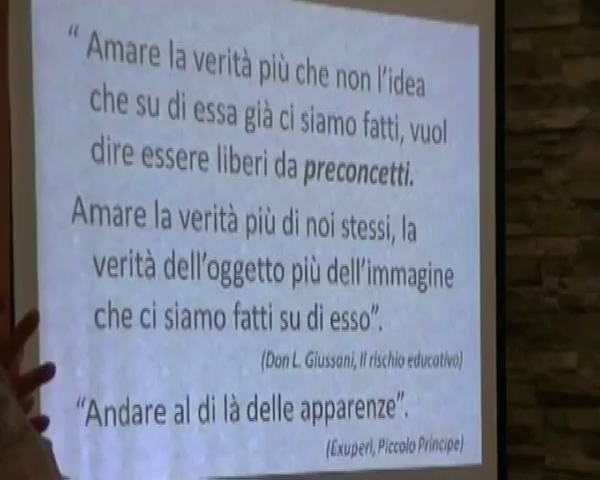 “ Amare la verità più che non l’idea
che su di essa già ci siamo fatti, vuol
dire essere liberi da preconcetti.
Amare la verità più di noi stessi, la
verità dell’oggetto più dell’immagine
che ci siamo fatti su di esso”.
(Don L. Giussani, Il rischio educativo)
“Andare al di là delle apparenze”.
(Exuperì, Piccolo Principe)